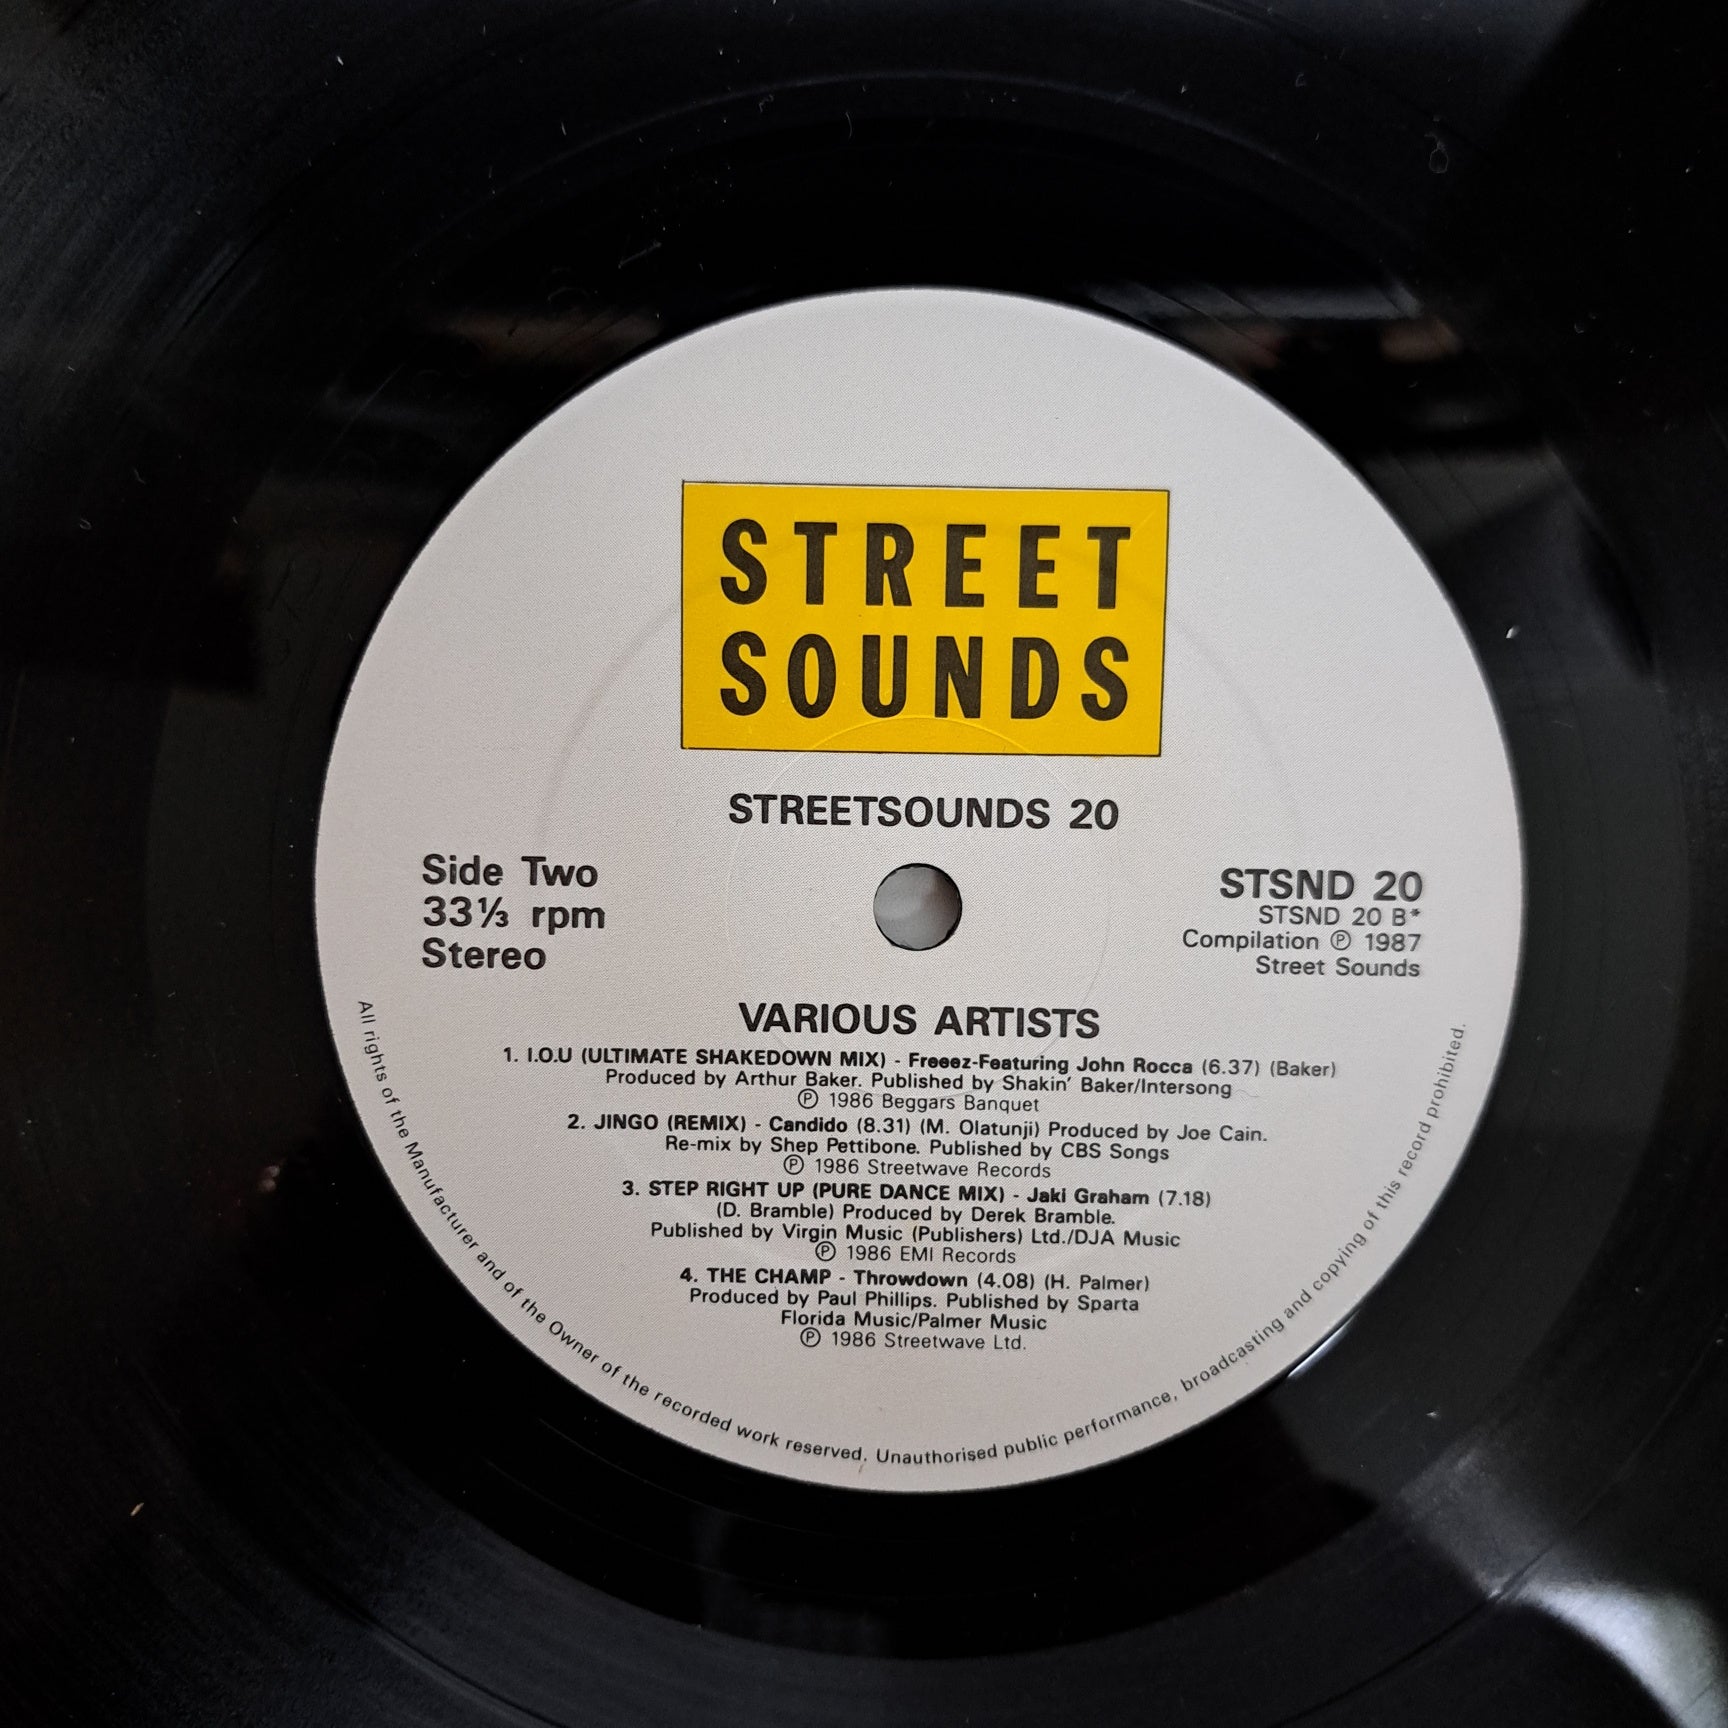 STREET
SOUNDS
STREETSOUNDS 20
Side Two
33⅓ rpm
Stereo
STSND 20
STSND 20 B*
Compilation ℗ 1987
Street Sounds
VARIOUS ARTISTS
1. I.O.U (ULTIMATE SHAKEDOWN MIX) - Freeez-Featuring John Rocca (6.37) (Baker)
Produced by Arthur Baker. Published by Shakin' Baker/Intersong
℗ 1986 Beggars Banquet
2. JINGO (REMIX) - Candido (8.31) (M. Olatunji) Produced by Joe Cain.
Re-mix by Shep Pettibone. Published by CBS Songs
℗ 1986 Streetwave Records
3. STEP RIGHT UP (PURE DANCE MIX) - Jaki Graham (7.18)
(D. Bramble) Produced by Derek Bramble.
Published by Virgin Music (Publishers) Ltd./DJA Music
℗ 1986 EMI Records
4. THE CHAMP - Throwdown (4.08) (H. Palmer)
Produced by Paul Phillips. Published by Sparta
Florida Music/Palmer Music
℗ 1986 Streetwave Ltd.
All rights of the Manufacturer and of the Owner of the recorded work reserved. Unauthorised public performance, broadcasting and copying of this record prohibited.